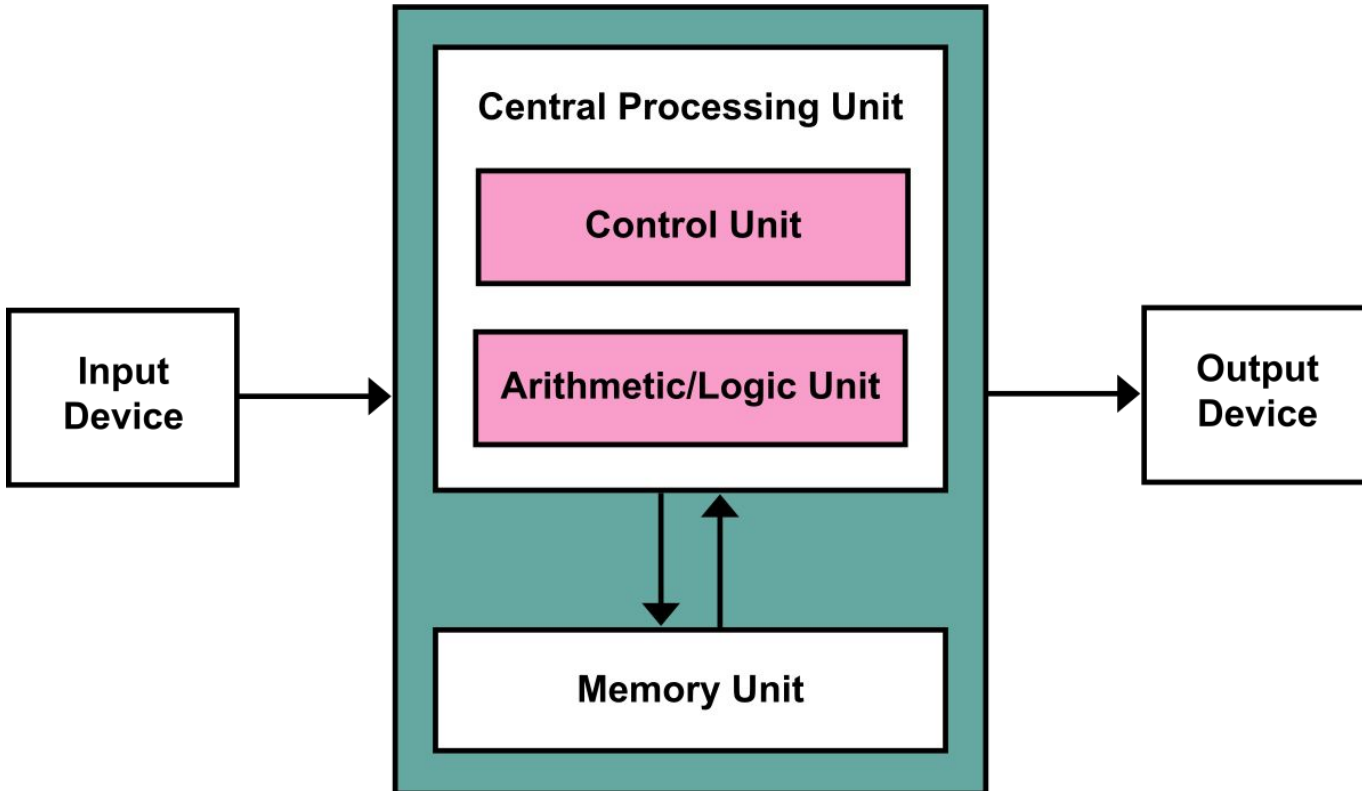 Central Processing Unit
Control Unit
Arithmetic/Logic Unit
Input
Device
Output
Device
Memory Unit